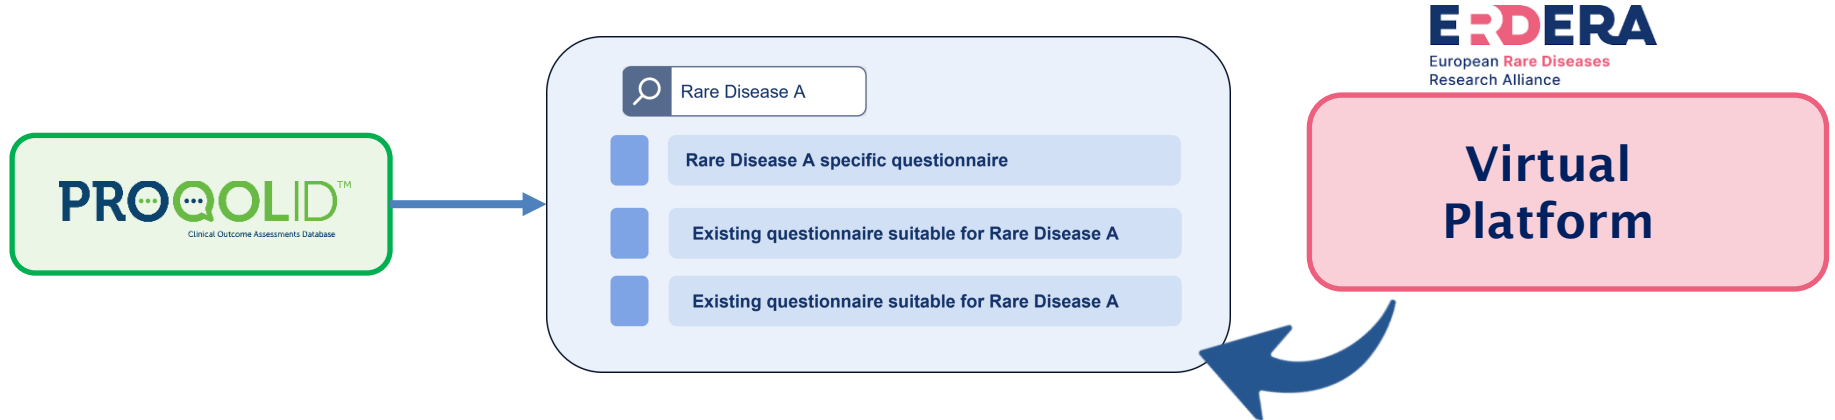 PROQOLID™
Clinical Outcome Assessments Database
Rare Disease A
Rare Disease A specific questionnaire
Existing questionnaire suitable for Rare Disease A
Existing questionnaire suitable for Rare Disease A
ERDERA
European Rare Diseases
Research Alliance
Virtual
Platform